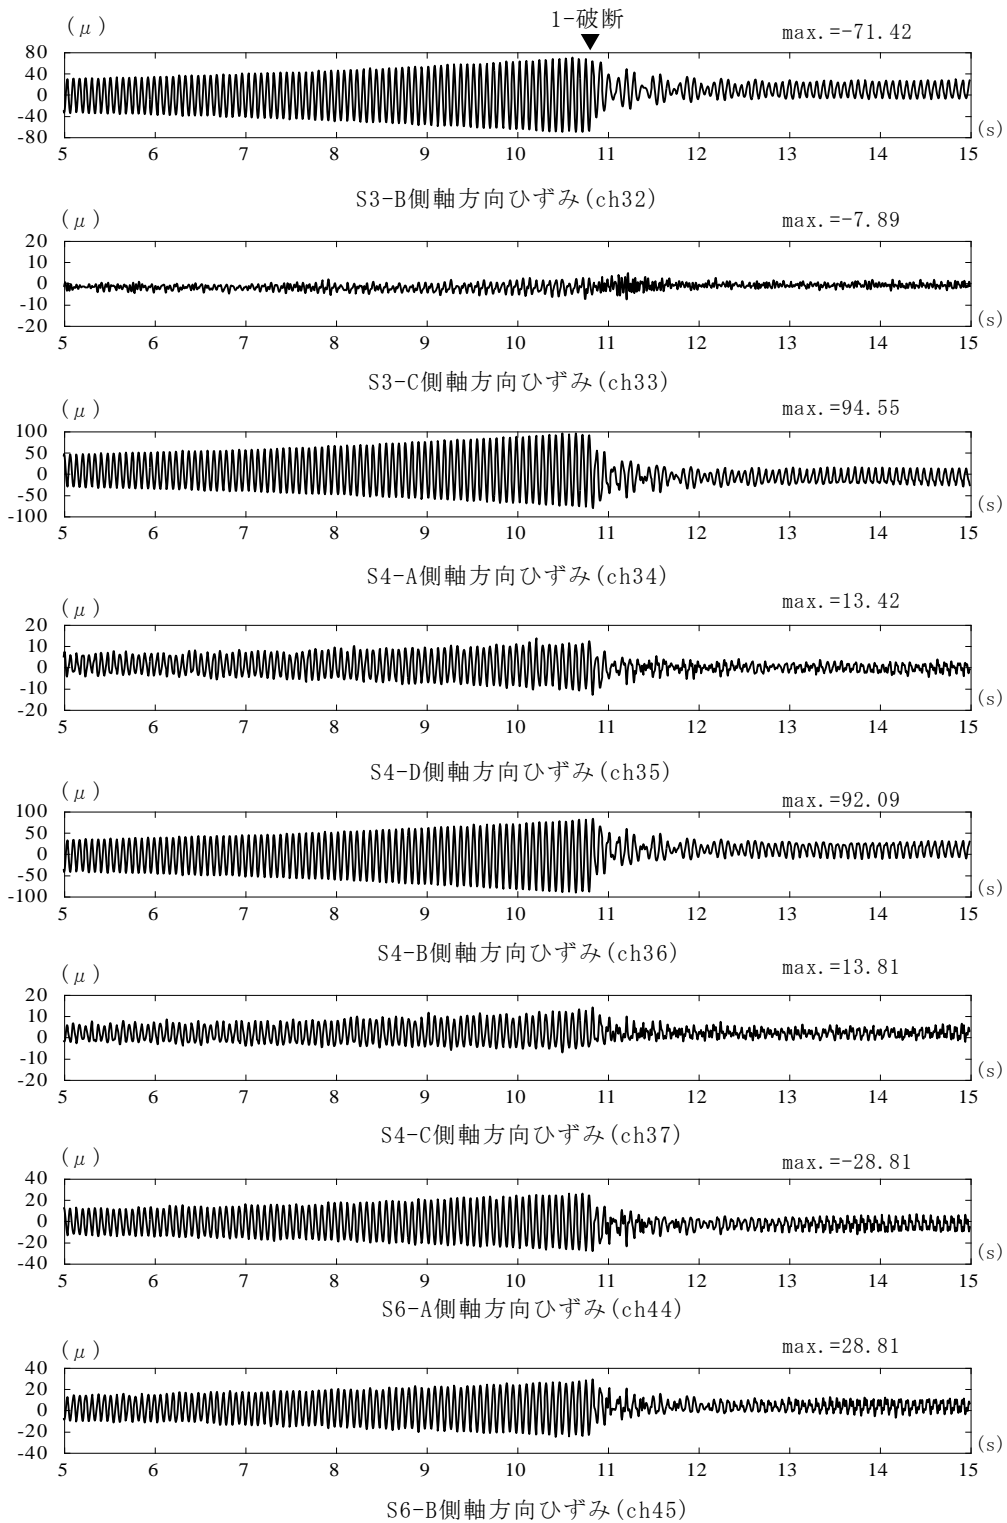 1-破断
(μ) max.=-71.42
80
40
0
-40
-80
(s)
5 6 7 8 9 10 11 12 13 14 15
S3-B側軸方向ひずみ(ch32)
(μ) max.=-7.89
20
10
0
-10
-20
(s)
5 6 7 8 9 10 11 12 13 14 15
S3-C側軸方向ひずみ(ch33)
(μ) max.=94.55
100
50
0
-50
-100
(s)
5 6 7 8 9 10 11 12 13 14 15
S4-A側軸方向ひずみ(ch34)
(μ) max.=13.42
20
10
0
-10
-20
(s)
5 6 7 8 9 10 11 12 13 14 15
S4-D側軸方向ひずみ(ch35)
(μ) max.=92.09
100
50
0
-50
-100
(s)
5 6 7 8 9 10 11 12 13 14 15
S4-B側軸方向ひずみ(ch36)
(μ) max.=13.81
20
10
0
-10
-20
(s)
5 6 7 8 9 10 11 12 13 14 15
S4-C側軸方向ひずみ(ch37)
(μ) max.=-28.81
40
20
0
-20
-40
(s)
5 6 7 8 9 10 11 12 13 14 15
S6-A側軸方向ひずみ(ch44)
(μ) max.=28.81
40
20
0
-20
-40
(s)
5 6 7 8 9 10 11 12 13 14 15
S6-B側軸方向ひずみ(ch45)